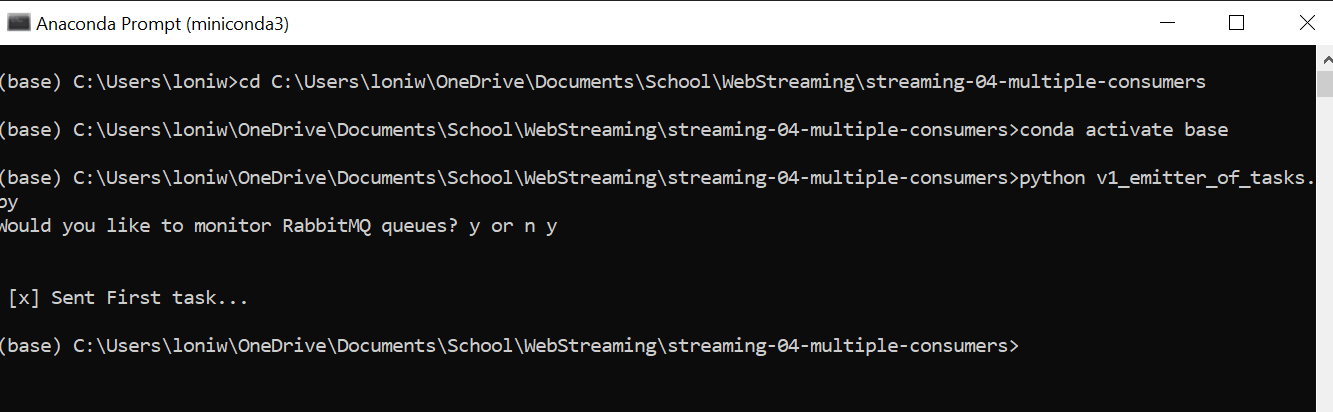 Anaconda Prompt (miniconda3)
(base) C:\Users\loniw>cd C:\Users\loniw\OneDrive\Documents\School\WebStreaming\streaming-04-multiple-consumers
(base) C:\Users\loniw\OneDrive\Documents\School\WebStreaming\streaming-04-multiple-consumers>conda activate base
(base) C:\Users\loniw\OneDrive\Documents\School\WebStreaming\streaming-04-multiple-consumers>python v1_emitter_of_tasks.
py
Would you like to monitor RabbitMQ queues? y or n y
[x] Sent First task...
(base) C:\Users\loniw\OneDrive\Documents\School\WebStreaming\streaming-04-multiple-consumers>